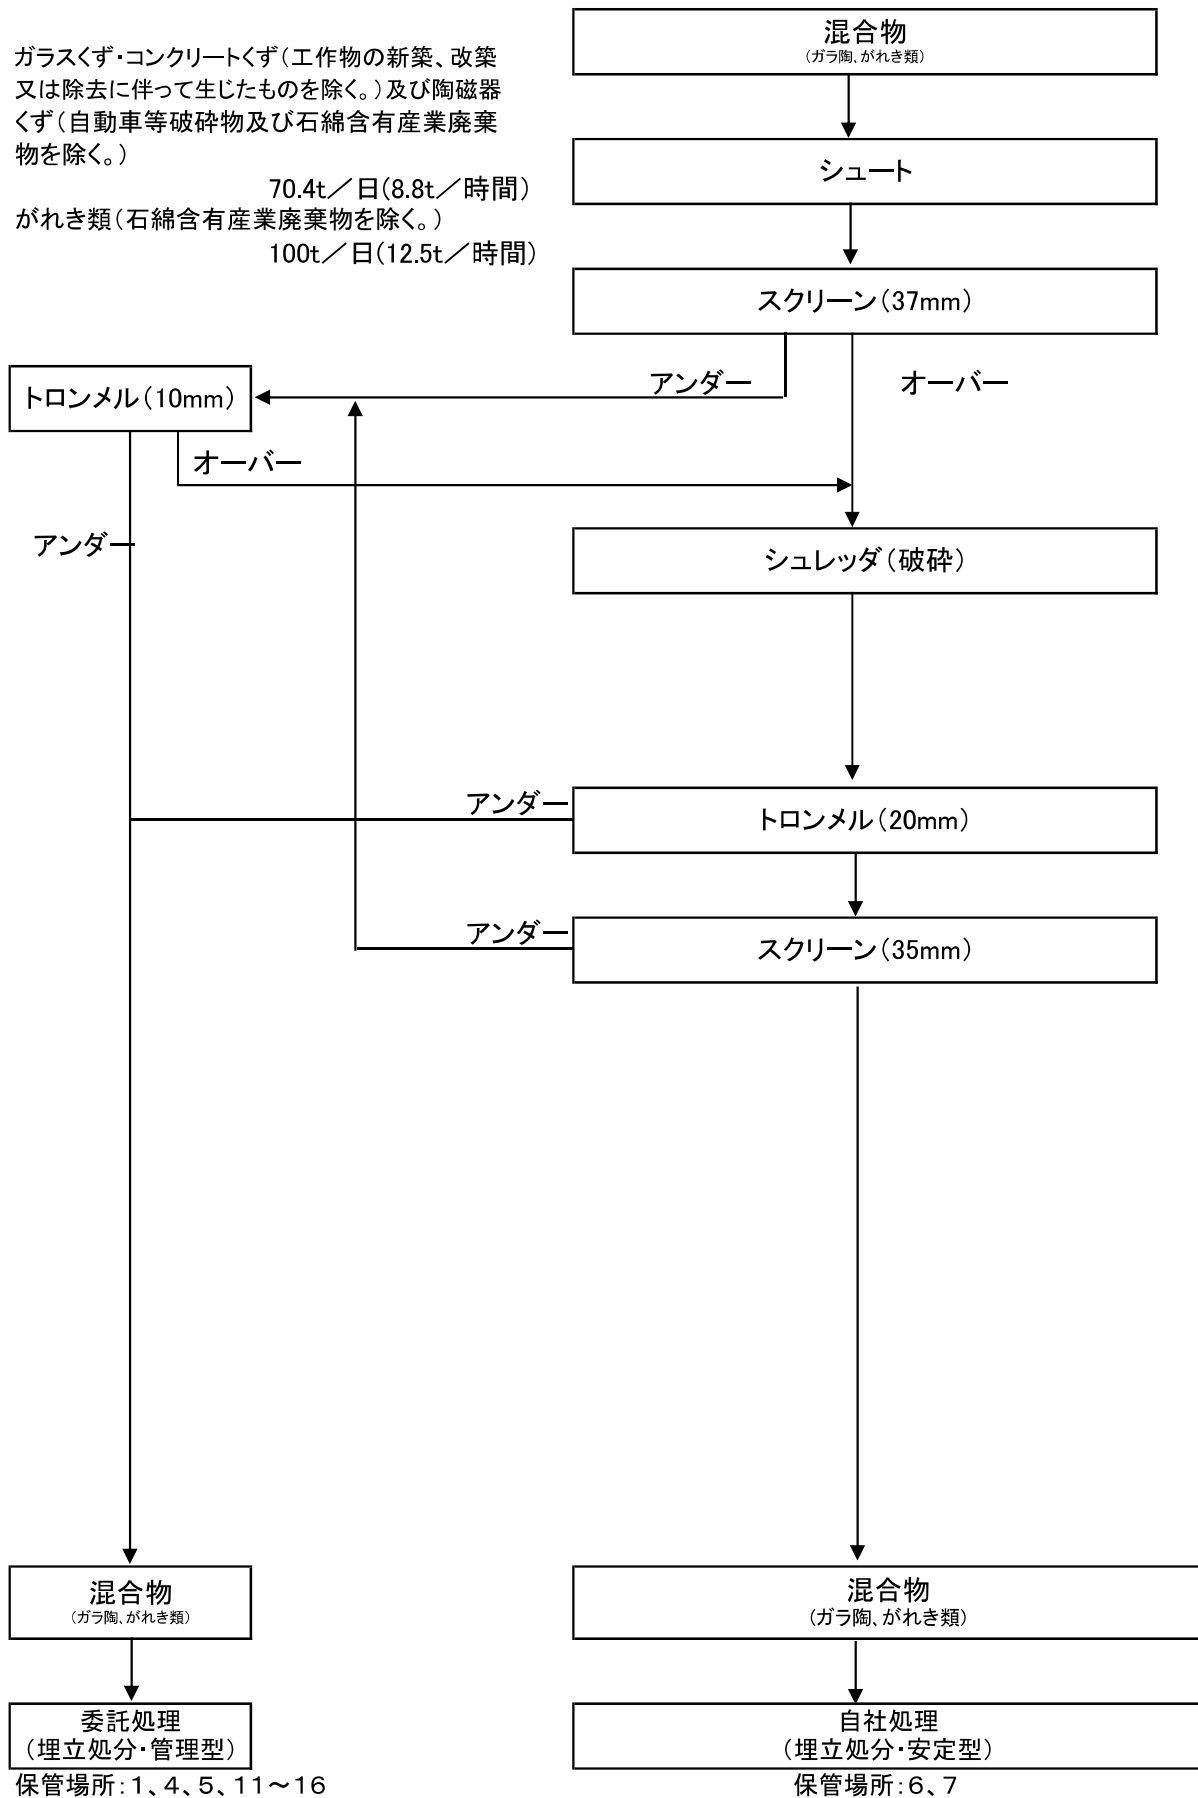 ガラスくず・コンクリートくず(工作物の新築、改築
又は除去に伴って生じたものを除く。)及び陶磁器
くず(自動車等破砕物及び石綿含有産業廃棄
物を除く。)
70.4t／日(8.8t／時間)
がれき類(石綿含有産業廃棄物を除く。)
100t／日(12.5t／時間)
混合物
(ガラ陶、がれき類)
シュート
スクリーン(37mm)
アンダー
オーバー
トロンメル(10mm)
オーバー
アンダー
シュレッダ(破砕)
アンダー
トロンメル(20mm)
アンダー
スクリーン(35mm)
混合物
(ガラ陶、がれき類)
混合物
(ガラ陶、がれき類)
委託処理
(埋立処分・管理型)
自社処理
(埋立処分・安定型)
保管場所:1、4、5、11～16
保管場所:6、7